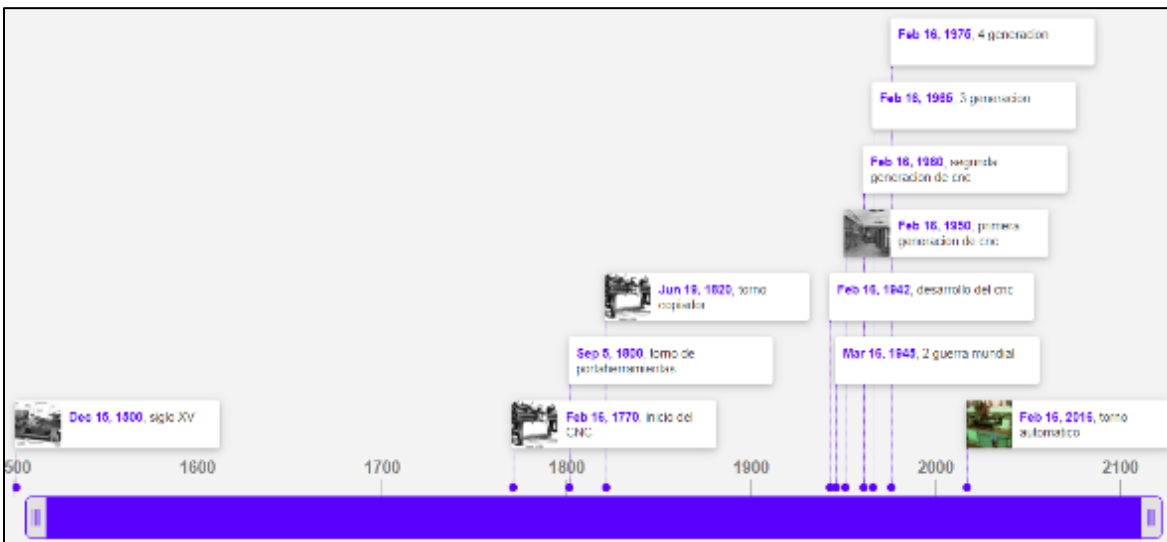 Feb 16, 1975, 4 generacion
Feb 16, 1965, 3 generacion
Feb 16, 1960, segunda
generacion de cnc
Feb 16, 1950, primera
generacion de cnc
Jun 19, 1820, torno
copiador
Feb 16, 1942, desarrollo del cnc
Sep 5, 1800, torno de
portaherramientas
Mar 16, 1945, 2 guerra mundial
Dec 15, 1500, siglo XV
Feb 16, 1770, inicio del
CNC
Feb 16, 2016, torno
automatico
500 1600 1700 1800 1900 2000 2100